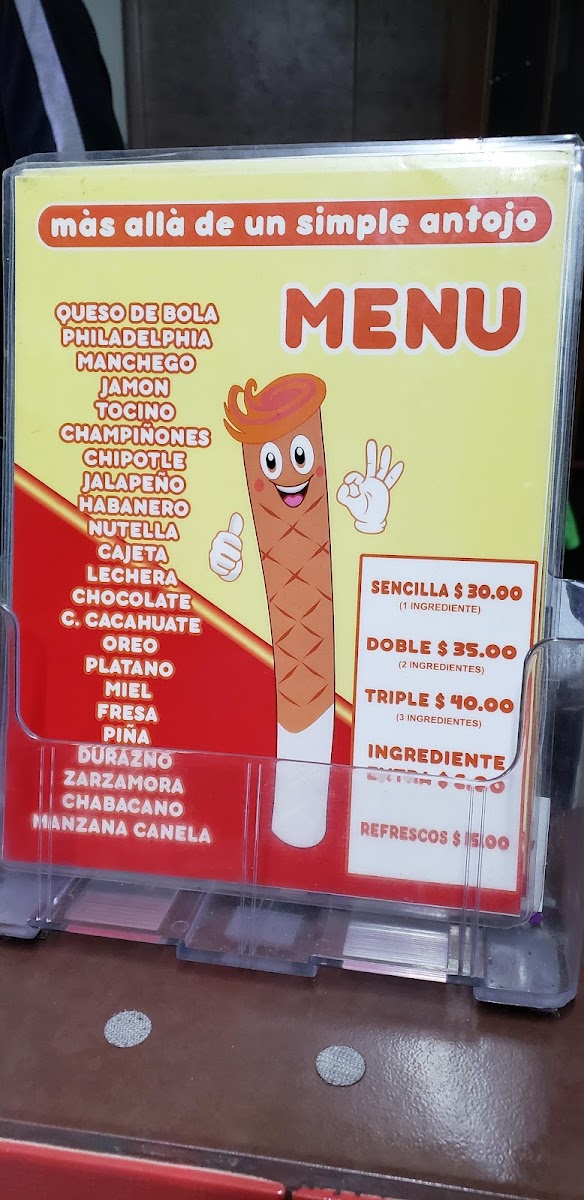 màs allà de un simple antojo
MENU
QUESO DE BOLA
PHILADELPHIA
MANCHEGO
JAMON
TOCINO
CHAMPIÑONES
CHIPOTLE
JALAPEÑO
HABANERO
NUTELLA
CAJETA
LECHERA
CHOCOLATE
C. CACAHUATE
OREO
PLATANO
MIEL
FRESA
PIÑA
DURAZNO
ZARZAMORA
CHABACANO
MANZANA CANELA
SENCILLA $ 30.00
(1 INGREDIENTE)
DOBLE $ 35.00
(2 INGREDIENTES)
TRIPLE $ 40.00
(3 INGREDIENTES)
INGREDIENTE
EXTRA $
REFRESCOS $ 15.00